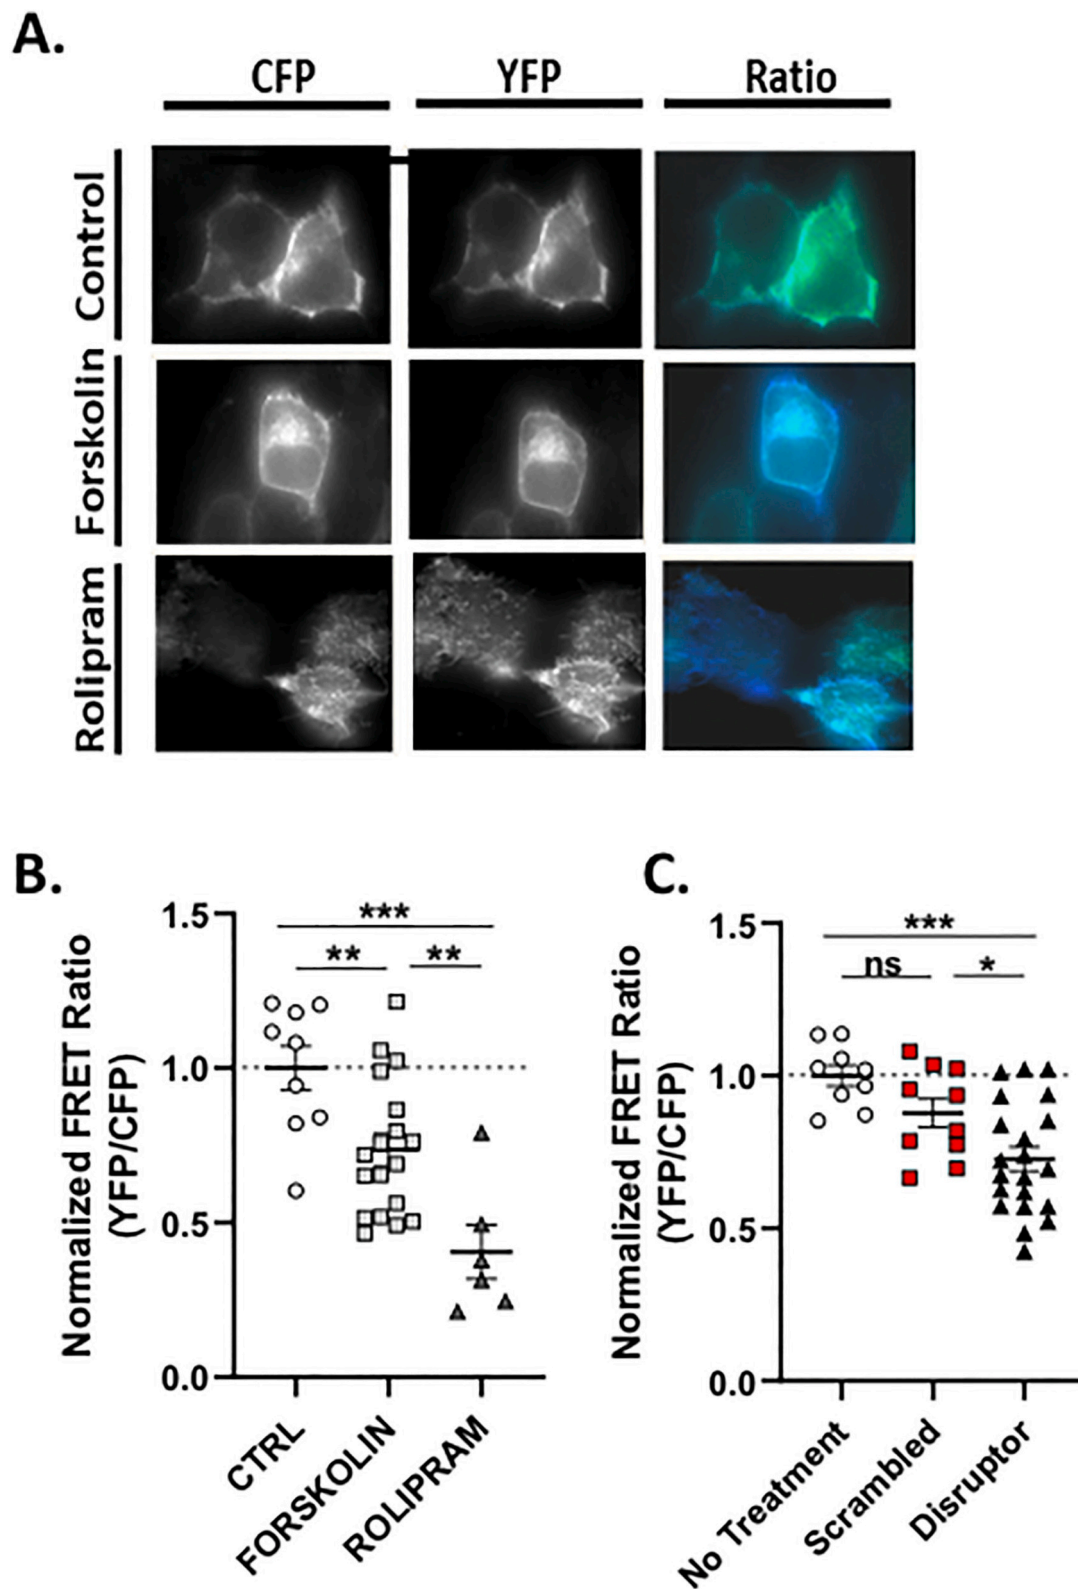 A.
CFP YFP Ratio
Control
Forskolin
Rolipram
B.
Normalized FRET Ratio
(YFP/CFP)
1.5
1.0
0.5
0.0
***
** **
CTRL
FORSKOLIN
ROLIPRAM
C.
Normalized FRET Ratio
(YFP/CFP)
1.5
1.0
0.5
0.0
***
ns *
No Treatment
Scrambled
Disruptor